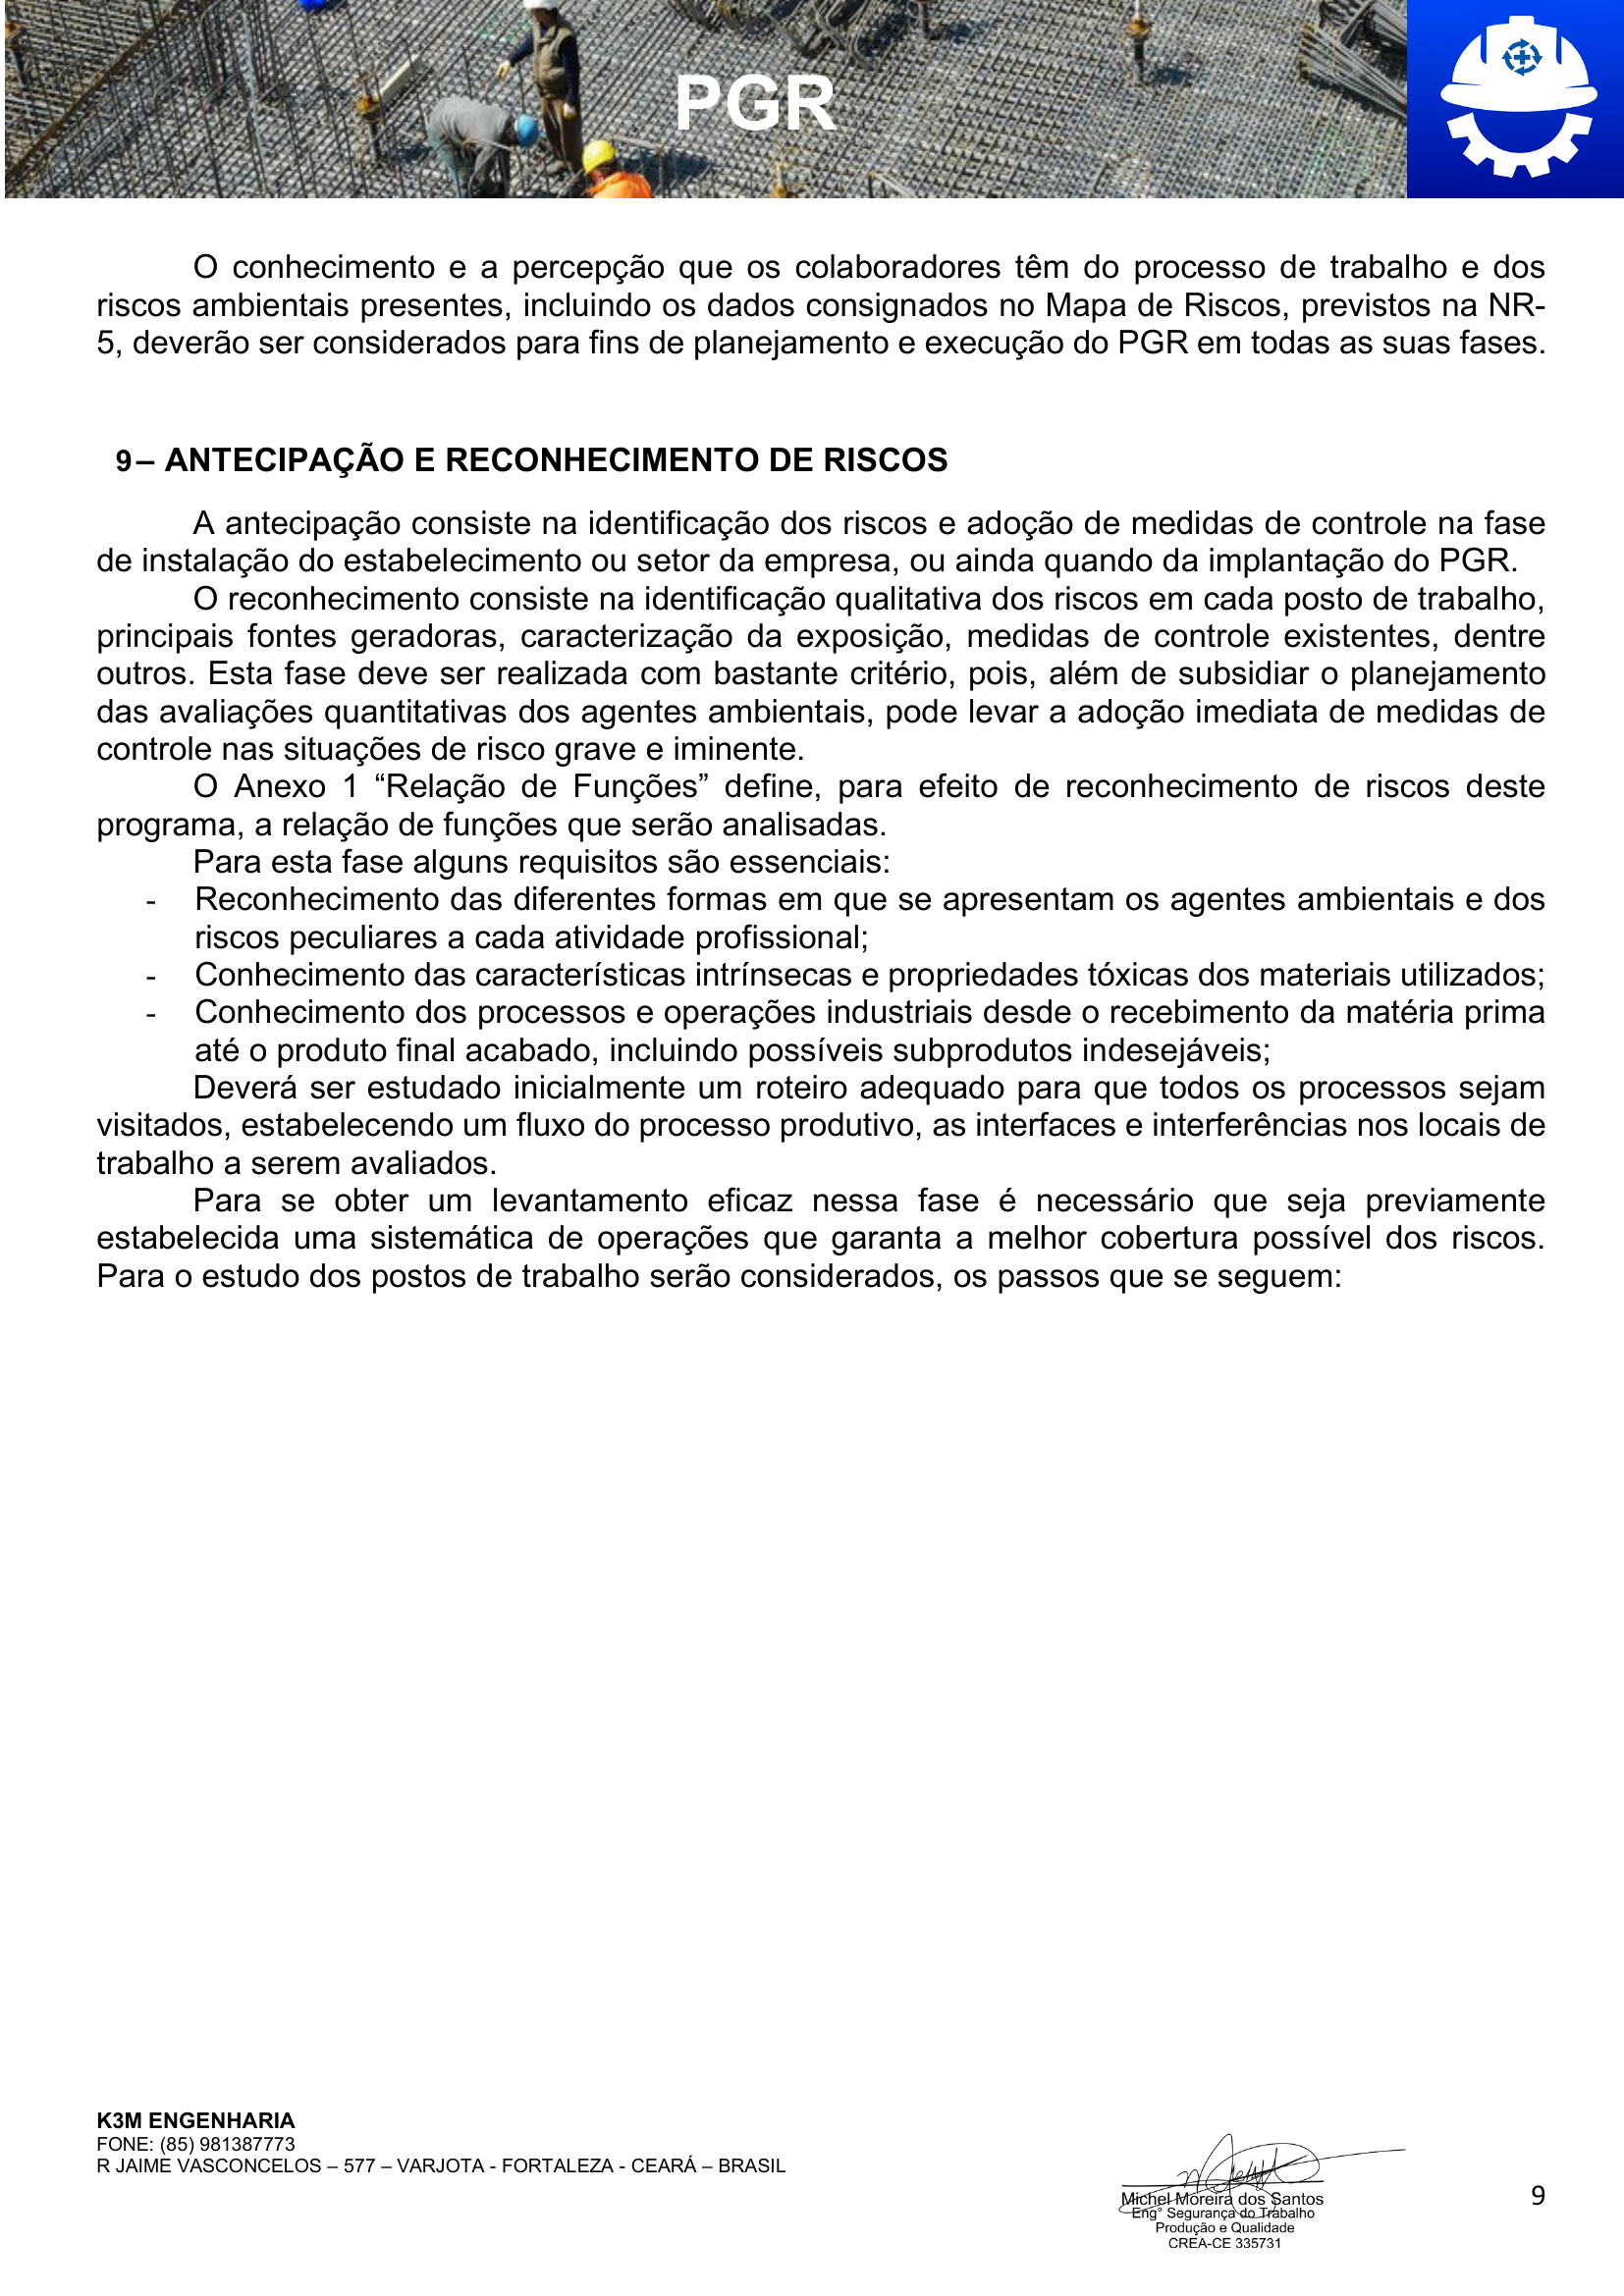 PGR
O conhecimento e a percepção que os colaboradores têm do processo de trabalho e dos
riscos ambientais presentes, incluindo os dados consignados no Mapa de Riscos, previstos na NR-
5, deverão ser considerados para fins de planejamento e execução do PGR em todas as suas fases.
9 – ANTECIPAÇÃO E RECONHECIMENTO DE RISCOS
A antecipação consiste na identificação dos riscos e adoção de medidas de controle na fase
de instalação do estabelecimento ou setor da empresa, ou ainda quando da implantação do PGR.
O reconhecimento consiste na identificação qualitativa dos riscos em cada posto de trabalho,
principais fontes geradoras, caracterização da exposição, medidas de controle existentes, dentre
outros. Esta fase deve ser realizada com bastante critério, pois, além de subsidiar o planejamento
das avaliações quantitativas dos agentes ambientais, pode levar a adoção imediata de medidas de
controle nas situações de risco grave e iminente.
O Anexo 1 “Relação de Funções” define, para efeito de reconhecimento de riscos deste
programa, a relação de funções que serão analisadas.
Para esta fase alguns requisitos são essenciais:
- Reconhecimento das diferentes formas em que se apresentam os agentes ambientais e dos
riscos peculiares a cada atividade profissional;
- Conhecimento das características intrínsecas e propriedades tóxicas dos materiais utilizados;
- Conhecimento dos processos e operações industriais desde o recebimento da matéria prima
até o produto final acabado, incluindo possíveis subprodutos indesejáveis;
Deverá ser estudado inicialmente um roteiro adequado para que todos os processos sejam
visitados, estabelecendo um fluxo do processo produtivo, as interfaces e interferências nos locais de
trabalho a serem avaliados.
Para se obter um levantamento eficaz nessa fase é necessário que seja previamente
estabelecida uma sistemática de operações que garanta a melhor cobertura possível dos riscos.
Para o estudo dos postos de trabalho serão considerados, os passos que se seguem:
K3M ENGENHARIA
FONE: (85) 981387773
R JAIME VASCONCELOS – 577 – VARJOTA - FORTALEZA - CEARÁ – BRASIL
Michel Moreira dos Santos
Eng° Segurança do Trabalho
Produção e Qualidade
CREA-CE 335731
9